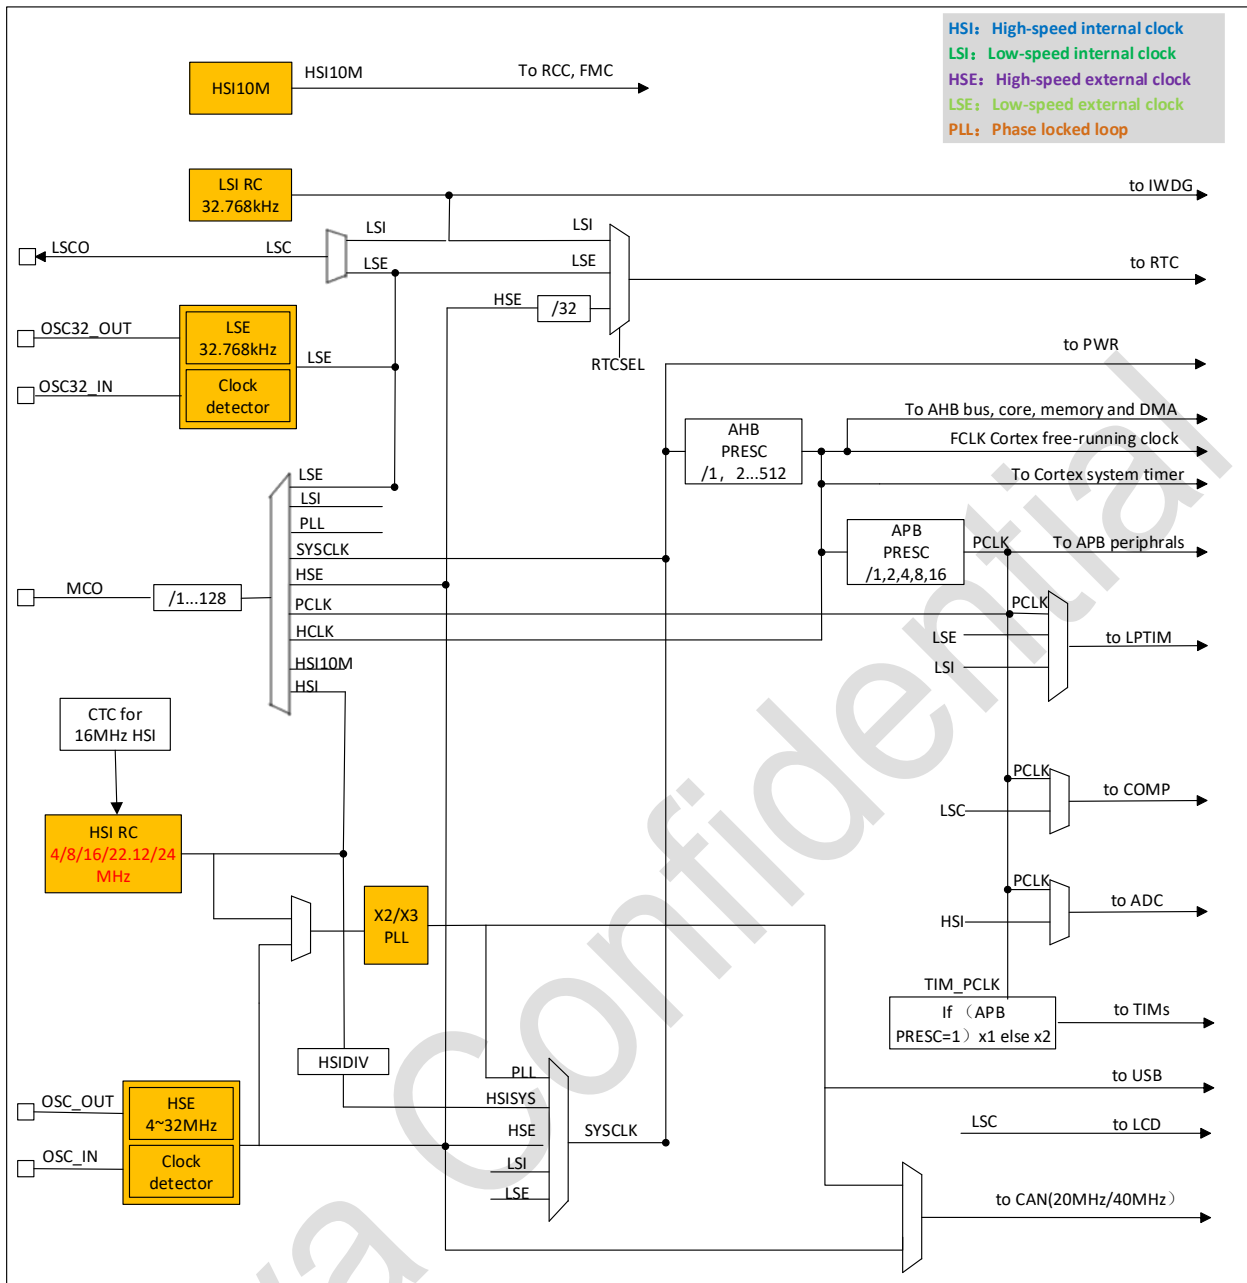 HSI：High-speed internal clock
LSI：Low-speed internal clock
HSE：High-speed external clock
LSE：Low-speed external clock
PLL：Phase locked loop
HSI10M
HSI10M
To RCC, FMC
LSI RC
32.768kHz
to IWDG
LSCO
LSC
LSI
LSE
LSI
LSE
HSE
/32
to RTC
RTCSEL
OSC32_OUT
OSC32_IN
LSE
32.768kHz
Clock
detector
LSE
to PWR
AHB
PRESC
/1， 2...512
To AHB bus, core, memory and DMA
FCLK Cortex free-running clock
To Cortex system timer
APB
PRESC
/1,2,4,8,16
PCLK
To APB periphrals
MCO
/1...128
LSE
LSI
PLL
SYSCLK
HSE
PCLK
HCLK
HSI10M
HSI
PCLK
LSE
LSI
to LPTIM
CTC for
16MHz HSI
HSI RC
4/8/16/22.12/24
MHz
PCLK
LSC
to COMP
X2/X3
PLL
PCLK
HSI
to ADC
TIM_PCLK
If （APB
PRESC=1）x1 else x2
to TIMs
HSIDIV
PLL
HSISYS
HSE
LSI
LSE
SYSCLK
to USB
LSC
to LCD
OSC_OUT
OSC_IN
HSE
4~32MHz
Clock
detector
to CAN(20MHz/40MHz）
va Confidential